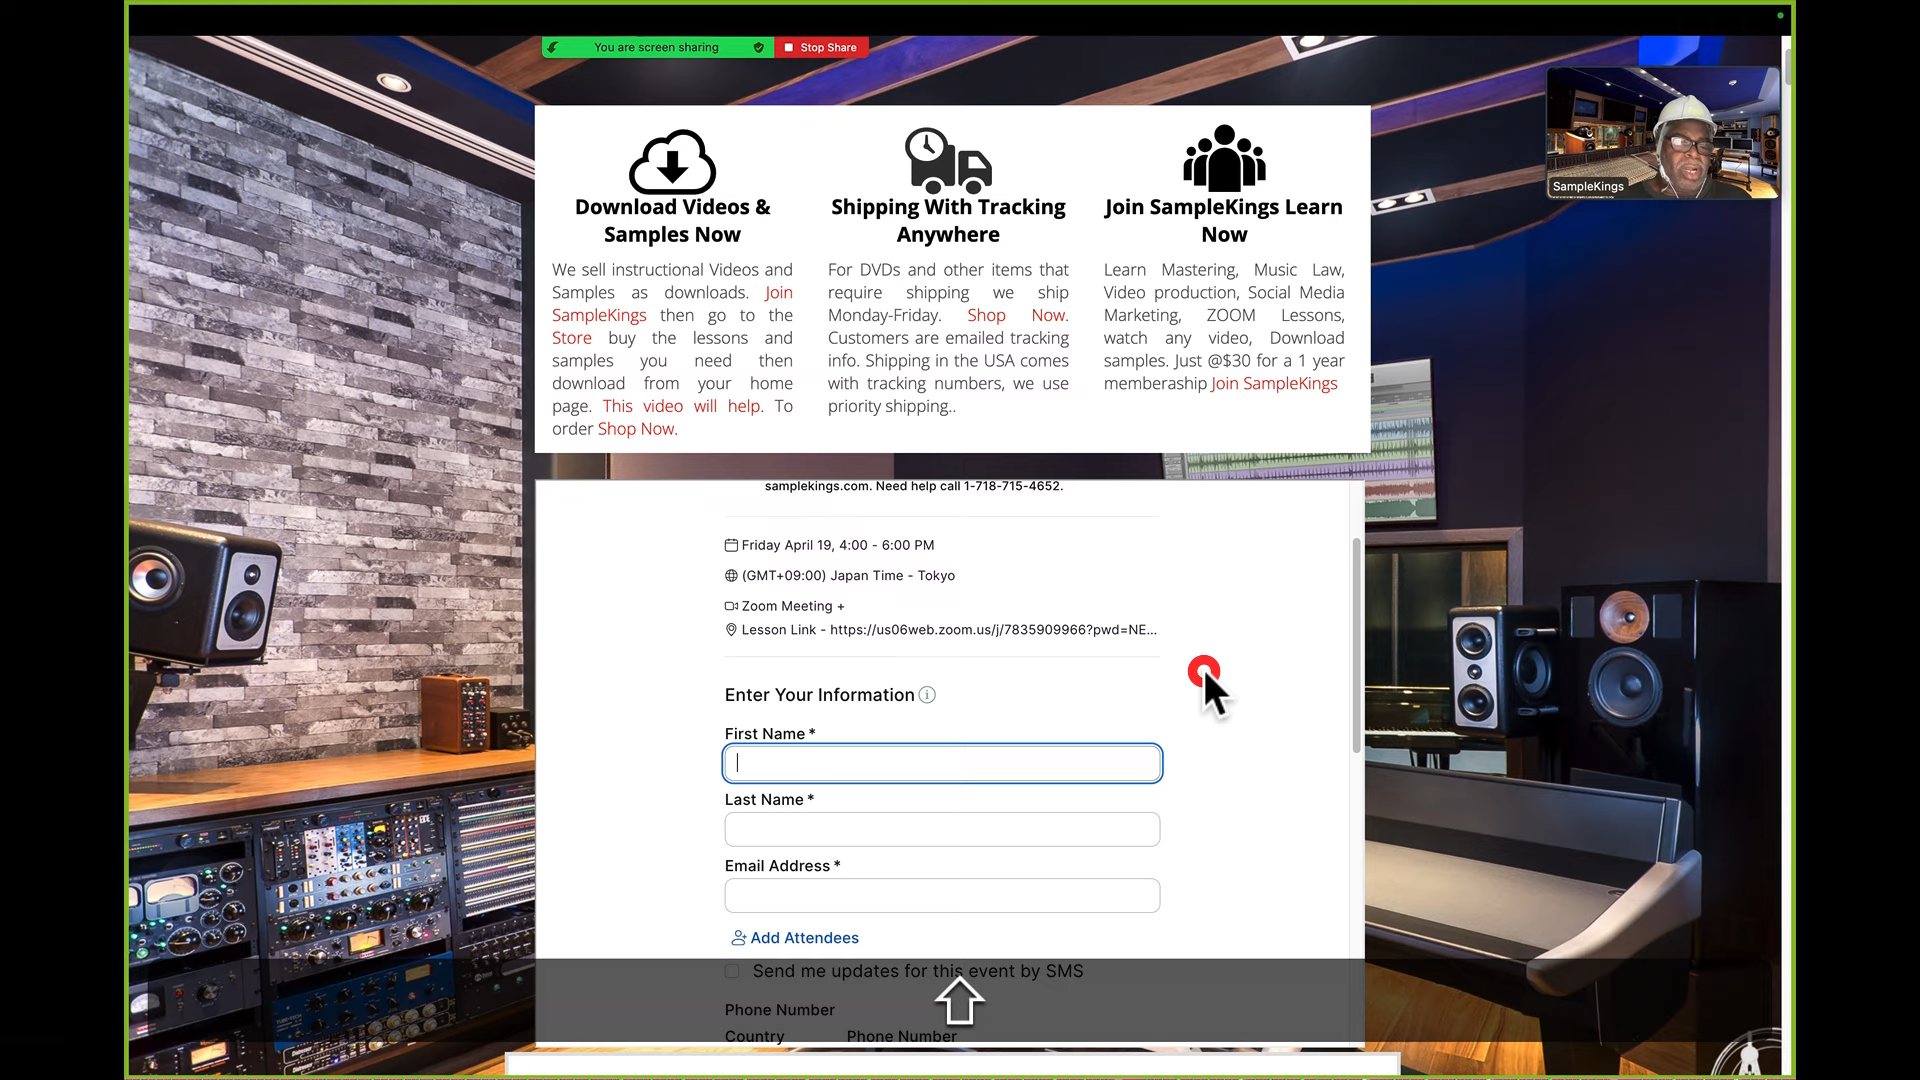 You are screen sharing
Stop Share
SampleKings
Download Videos &
Samples Now
We sell instructional Videos and
Samples as downloads. Join
SampleKings then go to the
Store buy the lessons and
samples you need then
download from your home
page. This video will help. To
order Shop Now.
Shipping With Tracking
Anywhere
For DVDs and other items that
require shipping we ship
Monday-Friday. Shop Now.
Customers are emailed tracking
info. Shipping in the USA comes
with tracking numbers, we use
priority shipping..
Join SampleKings Learn
Now
Learn Mastering, Music Law,
Video production, Social Media
Marketing, ZOOM Lessons,
watch any video, Download
samples. Just @$30 for a 1 year
memberaship Join SampleKings
samplekings.com. Need help call 1-718-715-4652.
Friday April 19, 4:00 - 6:00 PM
(GMT+09:00) Japan Time - Tokyo
Zoom Meeting +
Lesson Link - https://us06web.zoom.us/j/7835909966?pwd=NE...
Enter Your Information
First Name *
Last Name *
Email Address *
Add Attendees
Send me updates for this event by SMS
Phone Number
Country Phone Number